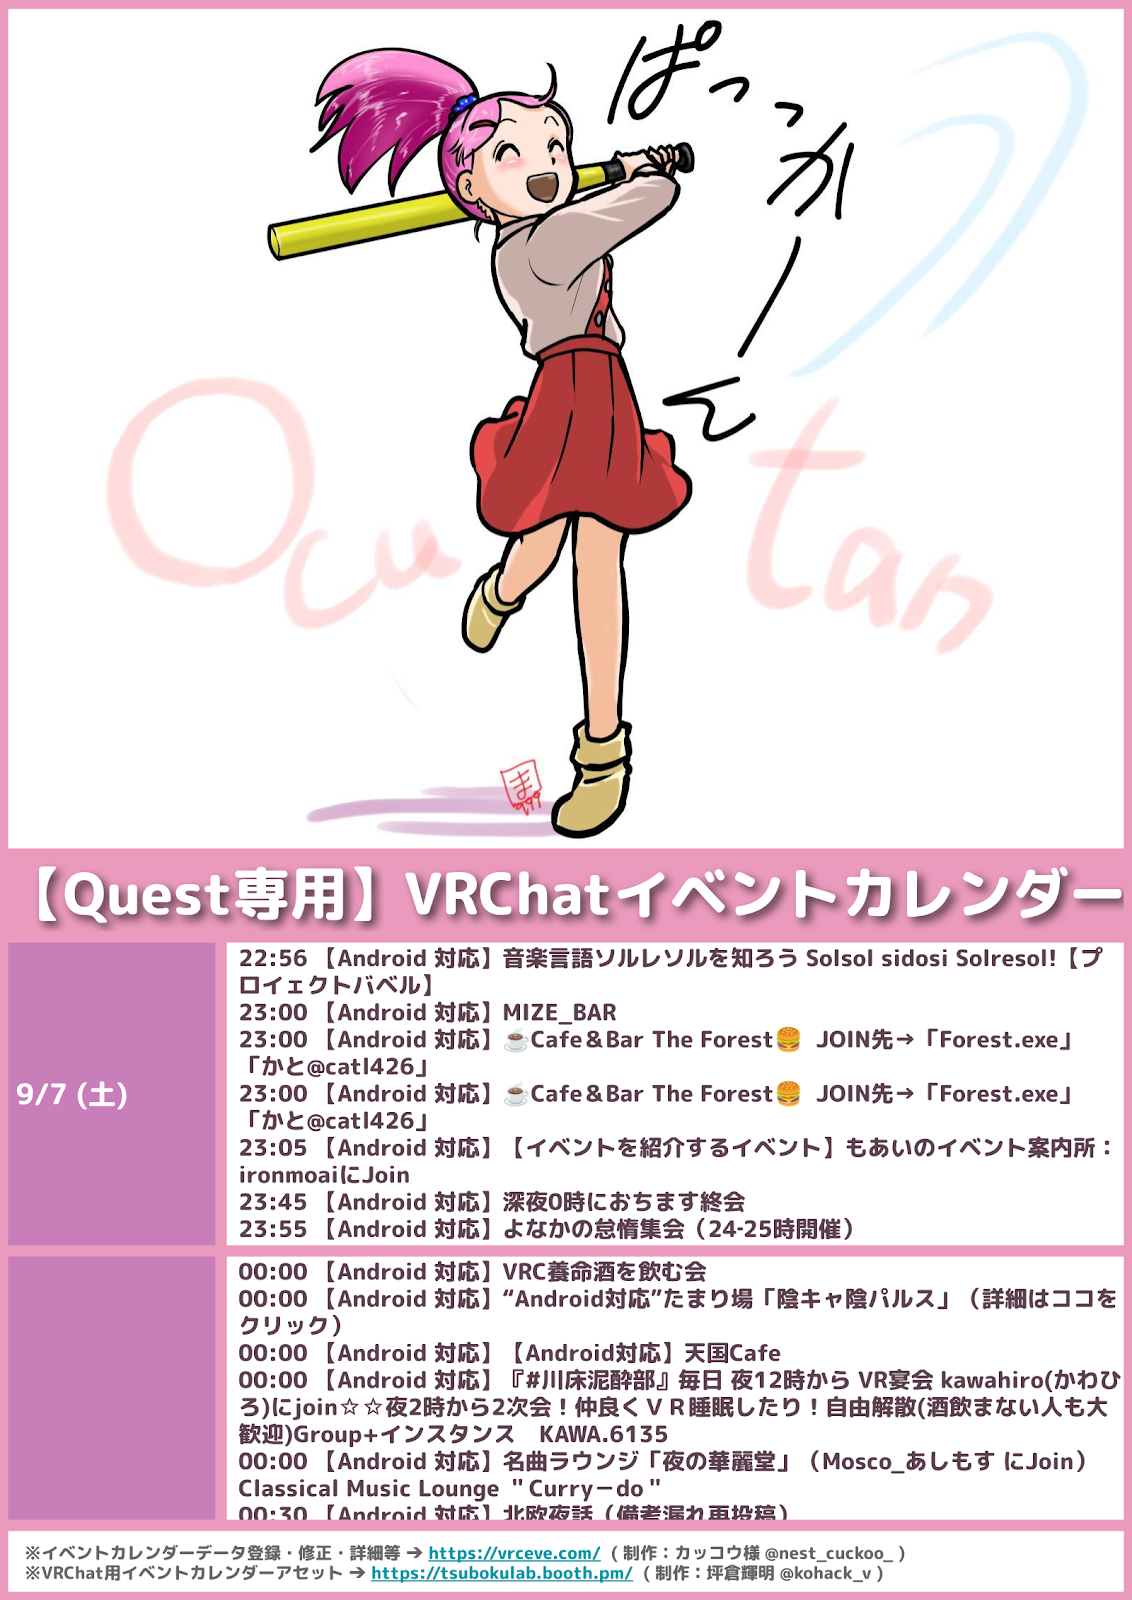 ぱっっかーん
Ocu tan
ま
999
【Quest専用】VRChatイベントカレンダー
9/7 (土)
22:56 【Android 対応】音楽言語ソルレソルを知ろう Solsol sidosi Solresol!【プ
ロイェクトバベル】
23:00 【Android 対応】MIZE_BAR
23:00 【Android 対応】☕Cafe＆Bar The Forest🍔 JOIN先→「Forest.exe」
「かと@catl426」
23:00 【Android 対応】☕Cafe＆Bar The Forest🍔 JOIN先→「Forest.exe」
「かと@catl426」
23:05 【Android 対応】【イベントを紹介するイベント】もあいのイベント案内所：
ironmoaiにJoin
23:45 【Android 対応】深夜0時におちます終会
23:55 【Android 対応】よなかの怠惰集会（24-25時開催）
00:00 【Android 対応】VRC養命酒を飲む会
00:00 【Android 対応】“Android対応”たまり場「陰キャ陰パルス」（詳細はココを
クリック）
00:00 【Android 対応】【Android対応】天国Cafe
00:00 【Android 対応】『#川床泥酔部』毎日 夜12時から VR宴会 kawahiro(かわひ
ろ)にjoin☆☆夜2時から2次会！仲良くＶＲ睡眠したり！自由解散(酒飲まない人も大
歓迎)Group+インスタンス　KAWA.6135
00:00 【Android 対応】名曲ラウンジ「夜の華麗堂」（Mosco_あしもす にJoin）
Classical Music Lounge ＂Curry－do＂
00:30 【Android 対応】北欧夜話（備考漏れ再投稿）
※イベントカレンダーデータ登録・修正・詳細等 ➔ https://vrceve.com/ ( 制作：カッコウ様 @nest_cuckoo_ )
※VRChat用イベントカレンダーアセット ➔ https://tsubokulab.booth.pm/ ( 制作：坪倉輝明 @kohack_v )